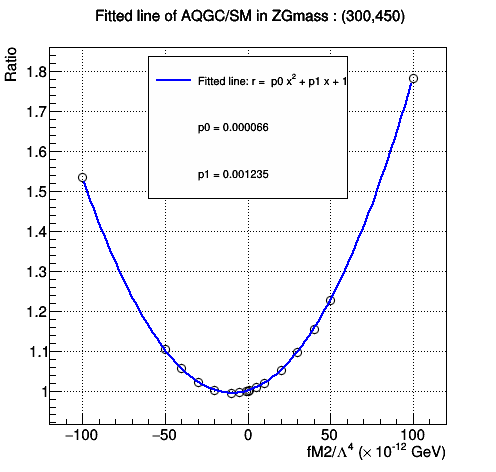 Fitted line of AQGC/SM in ZGmass : (300,450)
Ratio
Fitted line: r = p0 x² + p1 x + 1
p0 = 0.000066
p1 = 0.001235
1.8
1.7
1.6
1.5
1.4
1.3
1.2
1.1
1
−100 −50 0 50 100
fM2/Λ⁴ (× 10⁻¹² GeV)